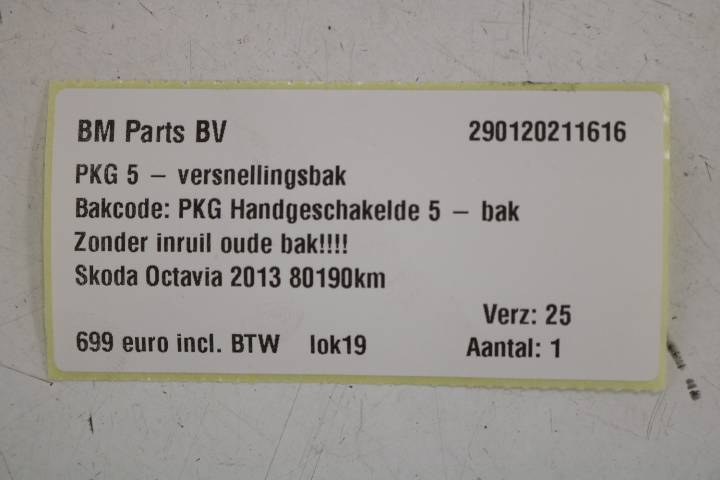 BM Parts BV 290120211616
PKG 5 – versnellingsbak
Bakcode: PKG Handgeschakelde 5 – bak
Zonder inruil oude bak!!!!
Skoda Octavia 2013 80190km
Verz: 25
699 euro incl. BTW lok19 Aantal: 1